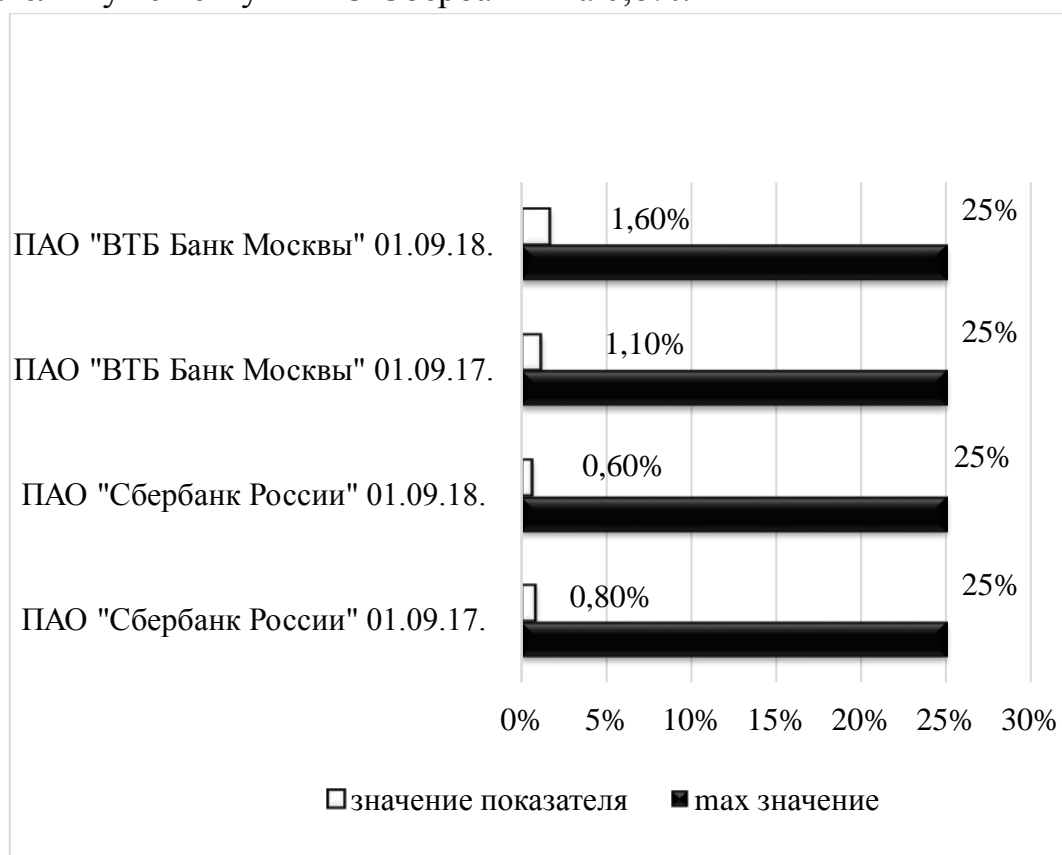 1,60%
25%
ПАО "ВТБ Банк Москвы" 01.09.18.
1,10%
25%
ПАО "ВТБ Банк Москвы" 01.09.17.
0,60%
25%
ПАО "Сбербанк России" 01.09.18.
0,80%
25%
ПАО "Сбербанк России" 01.09.17.
0% 5% 10% 15% 20% 25% 30%
значение показателя max значение